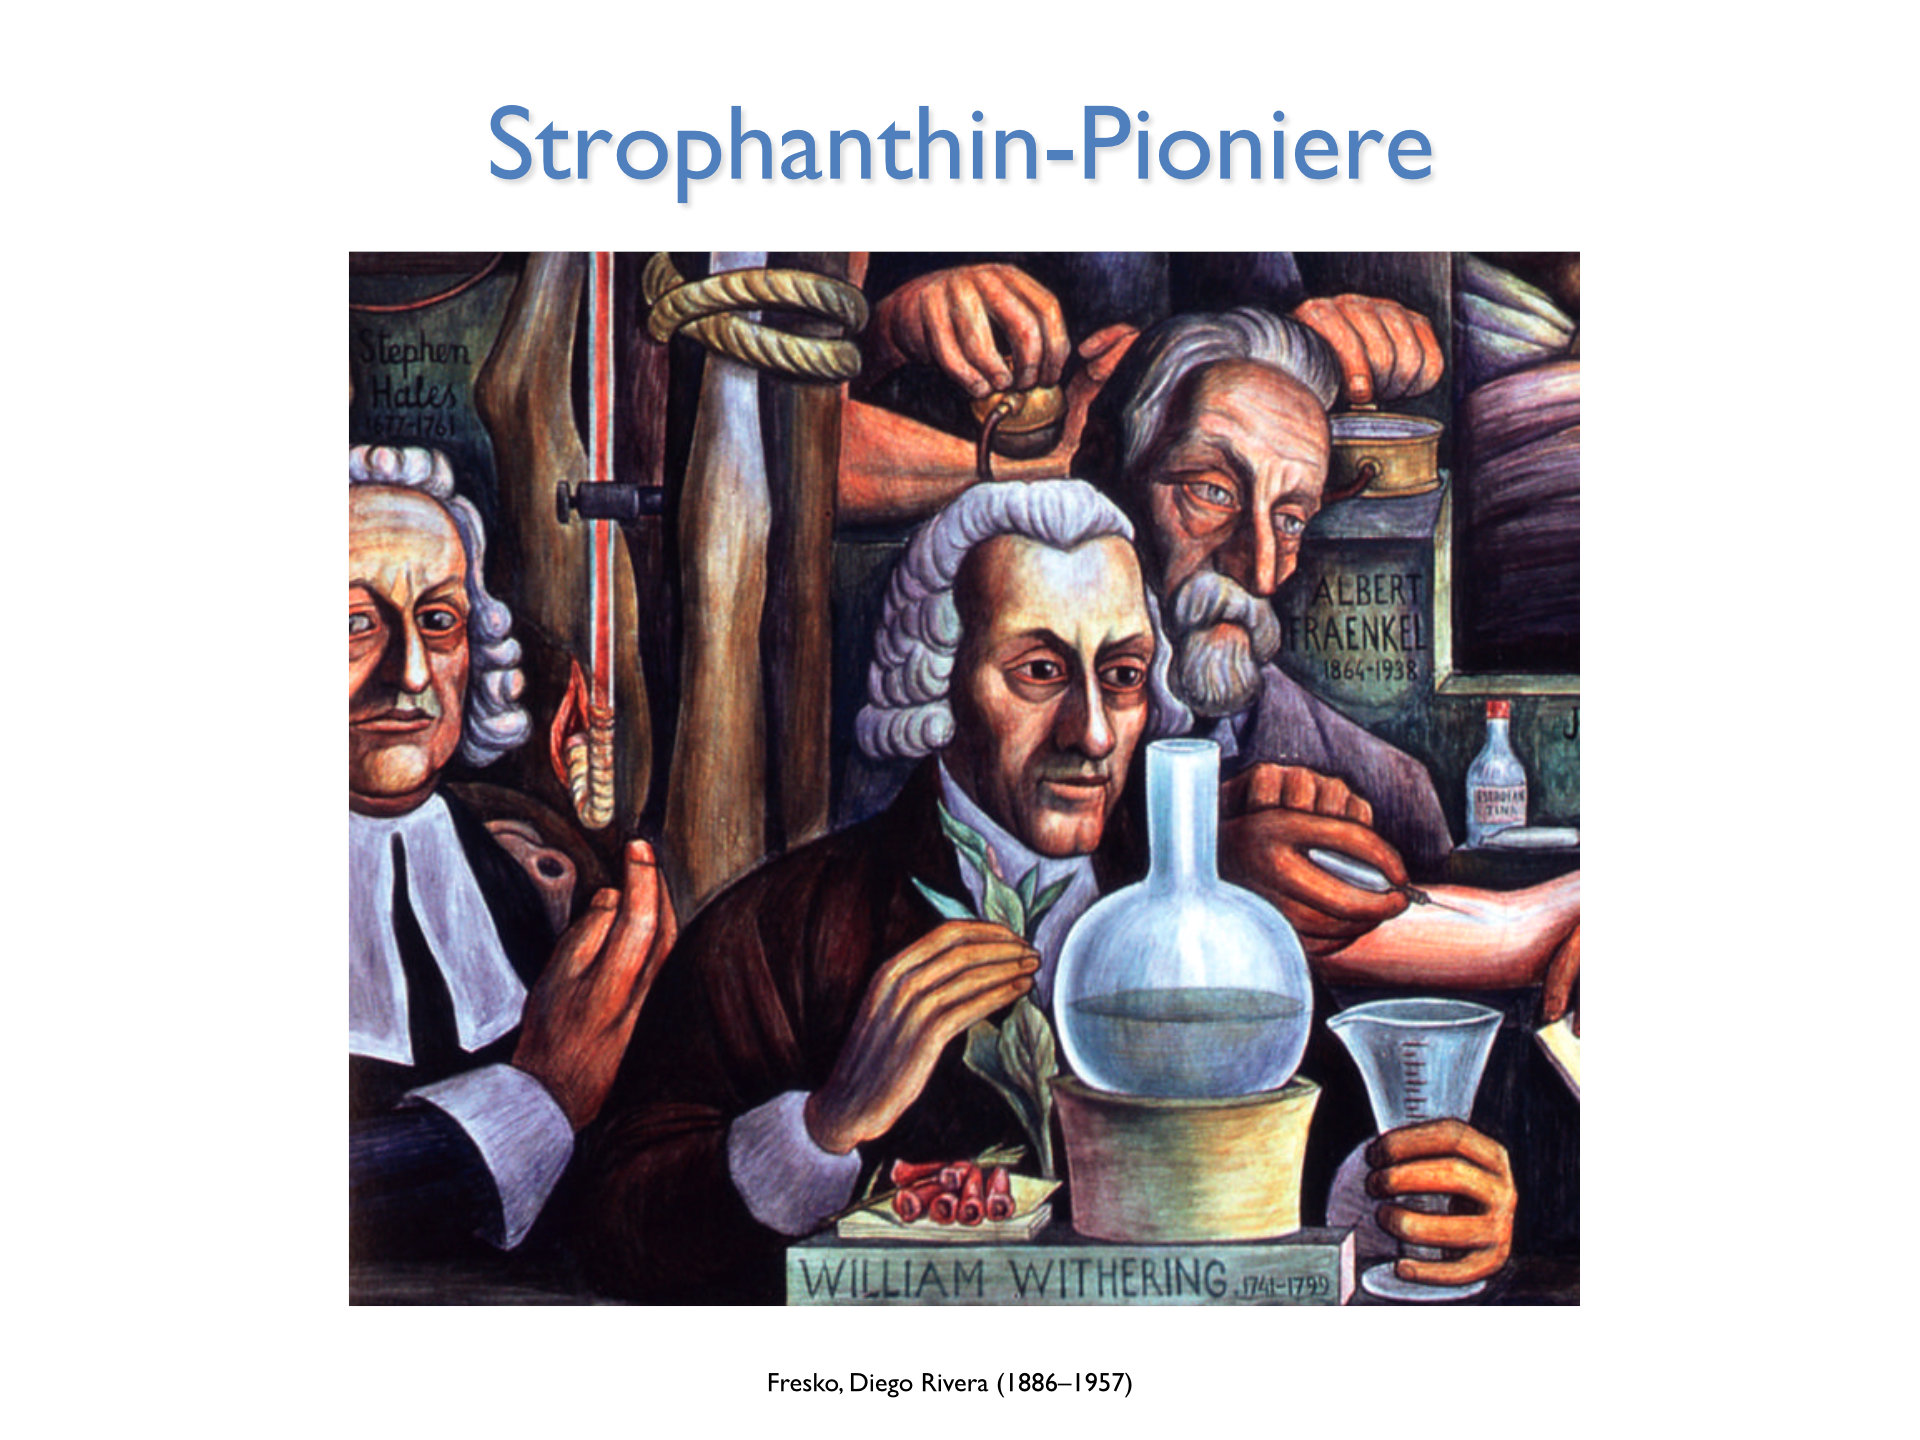 Strophanthin-Pioniere
Stephen
Hales
1677-1761
ALBERT
FRAENKEL
1864-1938
J
WILLIAM WITHERING. 1741-1799
Fresko, Diego Rivera (1886–1957)